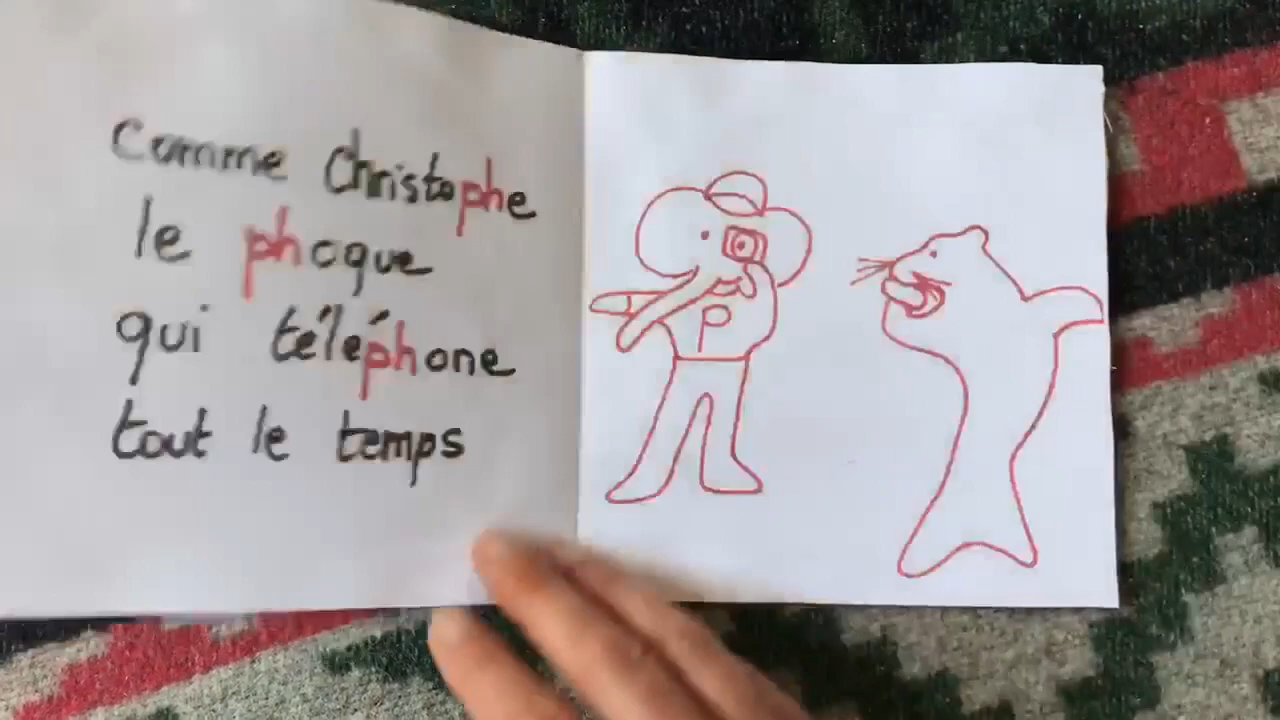 comme Christophe
le phoque
qui téléphone
tout le temps
P